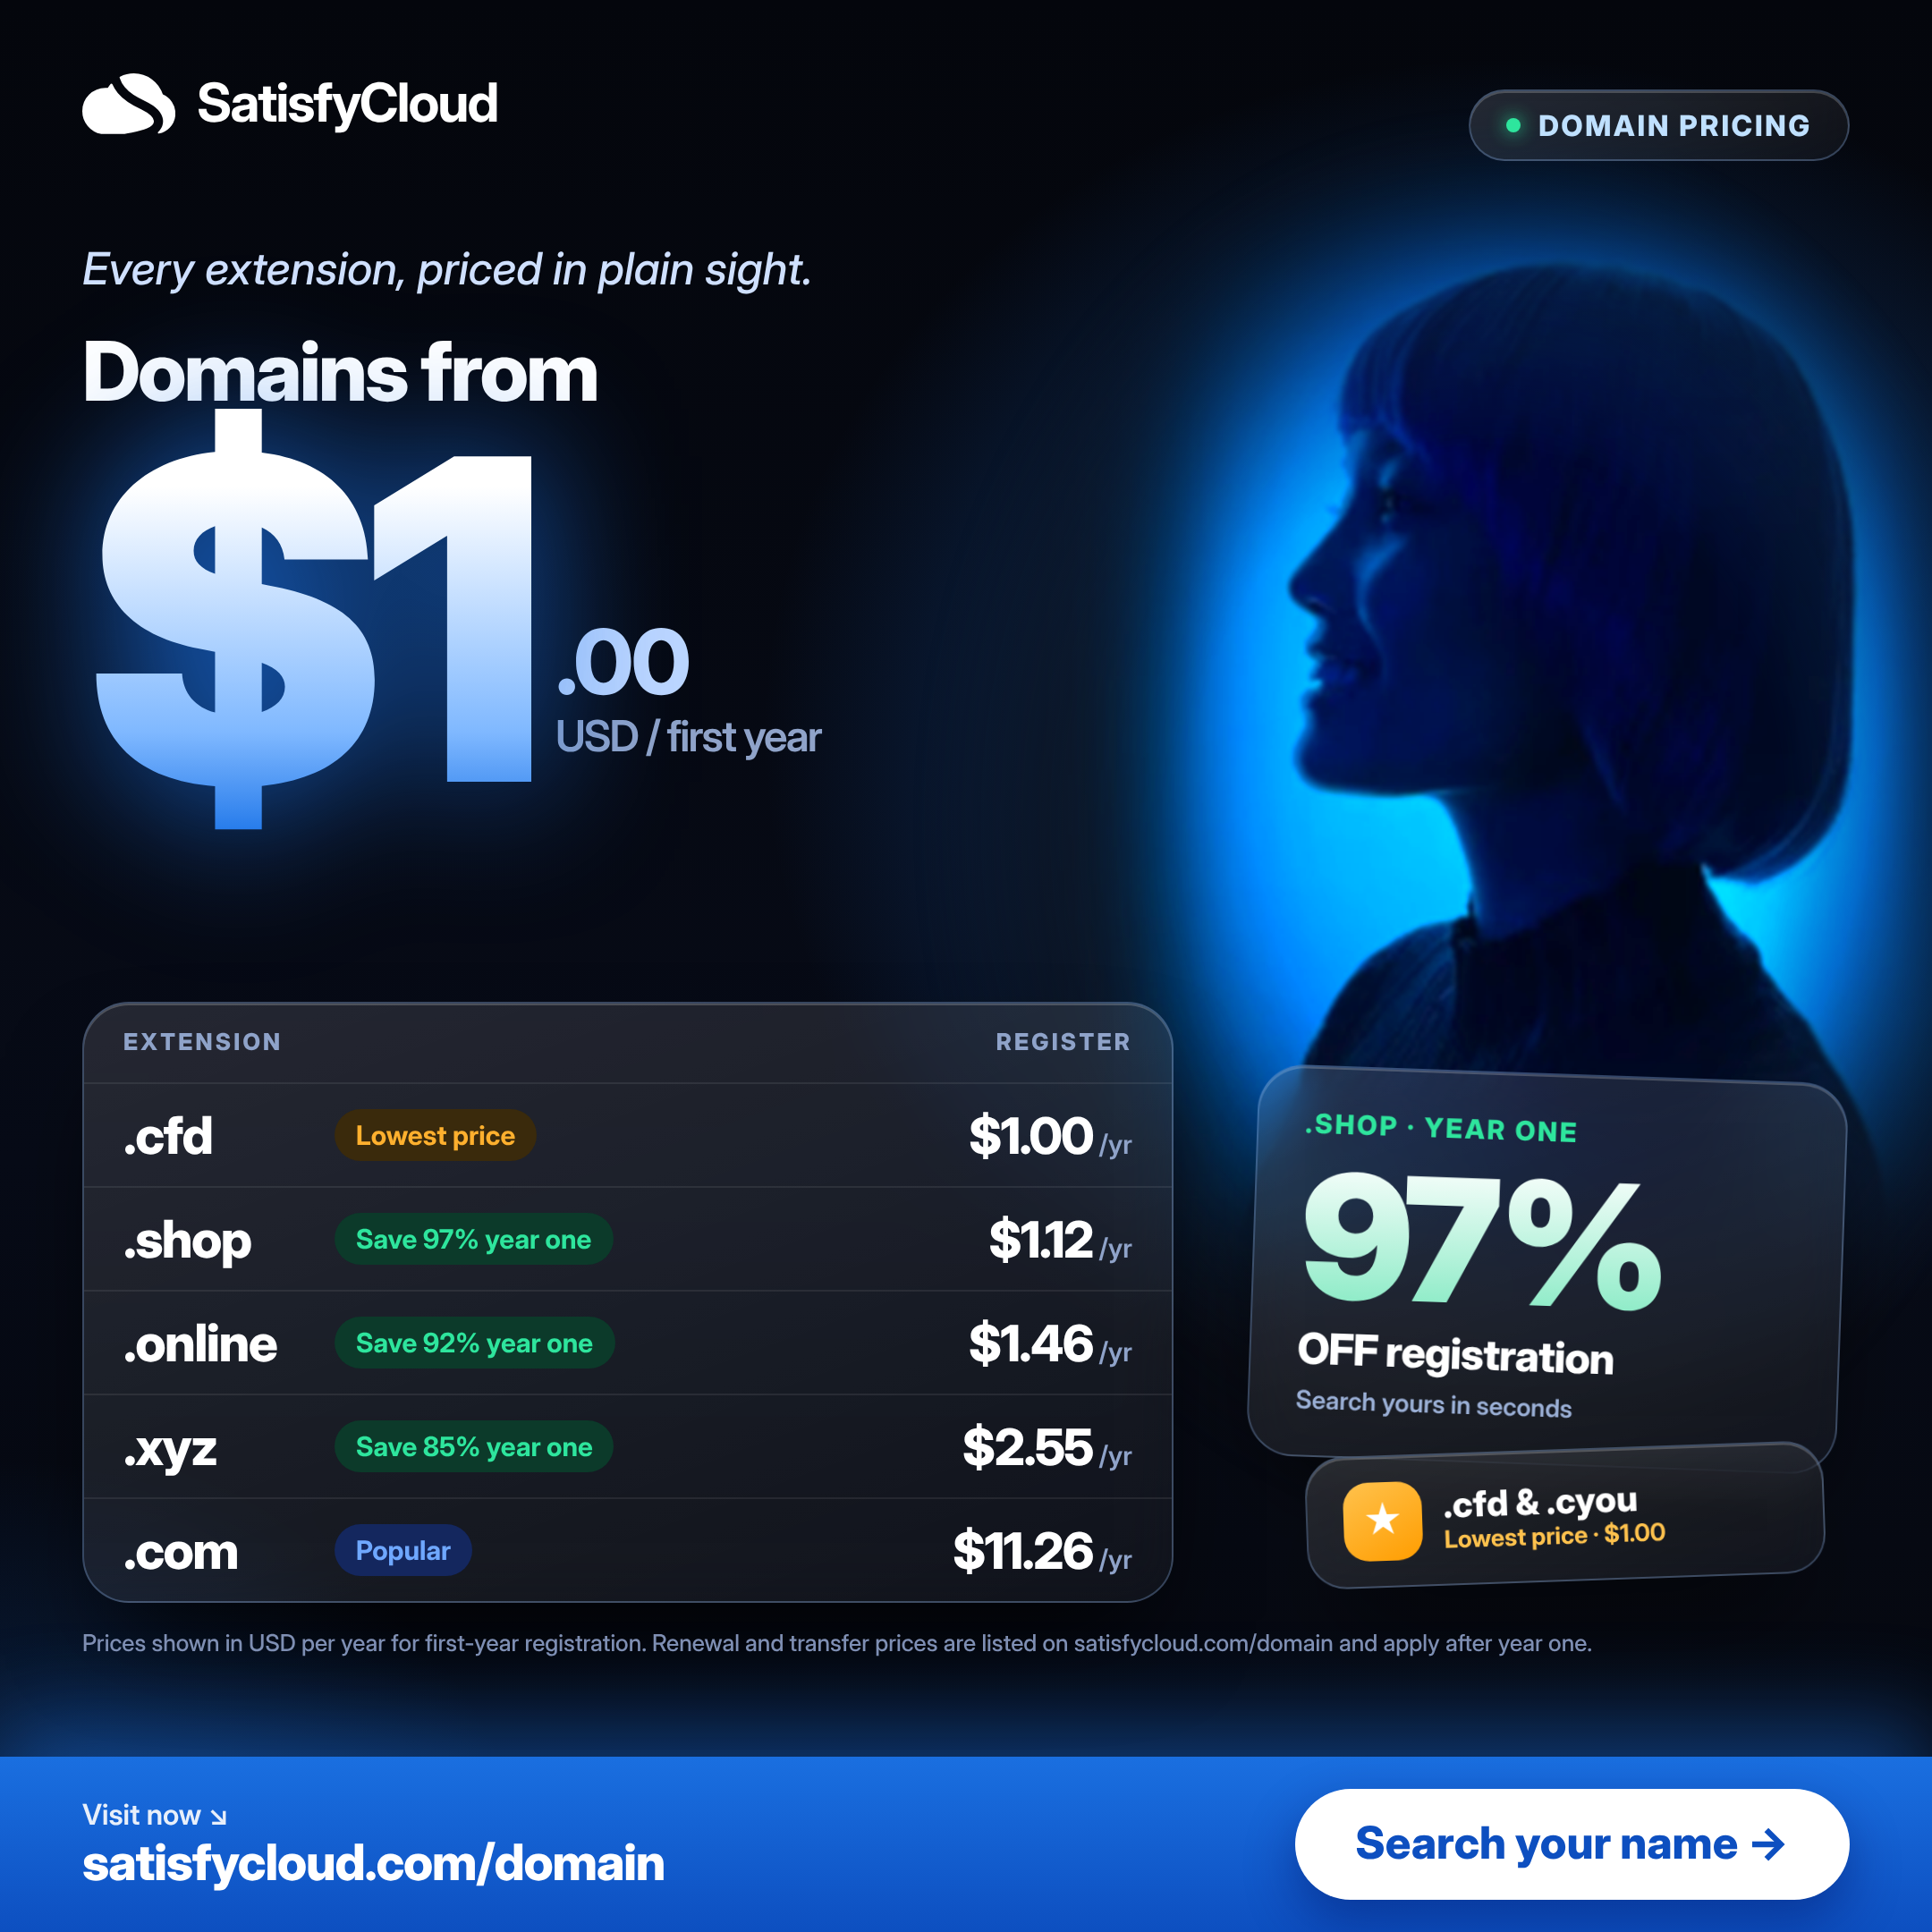 SatisfyCloud
DOMAIN PRICING
Every extension, priced in plain sight.
Domains from
$1.00
USD / first year
EXTENSION REGISTER
.cfd Lowest price $1.00 /yr
.shop Save 97% year one $1.12 /yr
.online Save 92% year one $1.46 /yr
.xyz Save 85% year one $2.55 /yr
.com Popular $11.26 /yr
.SHOP · YEAR ONE
97%
OFF registration
Search yours in seconds
.cfd & .cyou
Lowest price · $1.00
Prices shown in USD per year for first-year registration. Renewal and transfer prices are listed on satisfycloud.com/domain and apply after year one.
Visit now ↘
satisfycloud.com/domain
Search your name →